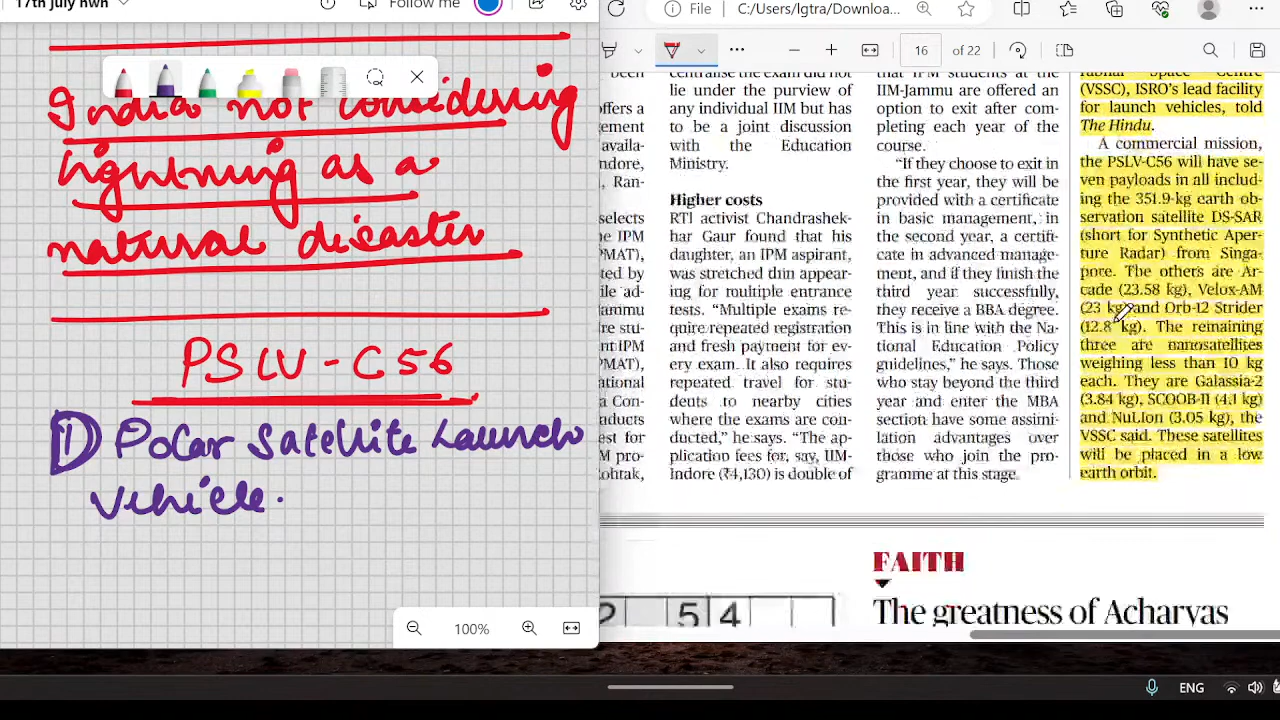 17th july hwh
Follow me
India not considering
lightning as a
natural disaster
PSLV - C56
1) Polar Satellite Launch
vehicle.
100%
File
C:/Users/lgtra/Downloa...
16
of 22
centralise the exam did not
lie under the purview of
any individual IIM but has
to be a joint discussion
with the Education
Ministry.
Higher costs
RTI activist Chandrashek-
har Gaur found that his
daughter, an IPM aspirant,
was stretched thin appear-
ing for multiple entrance
tests. "Multiple exams re-
quire repeated registration
and fresh payment for ev-
ery exam. It also requires
repeated travel for stu-
dents to nearby cities
where the exams are con-
ducted," he says. "The ap-
plication fees for, say, IIM-
Indore (₹4,130) is double of
that IPM students at the
IIM-Jammu are offered an
option to exit after com-
pleting each year of the
course.
"If they choose to exit in
the first year, they will be
provided with a certificate
in basic management, in
the second year, a certifi-
cate in advanced manage-
ment, and if they finish the
third year successfully,
they receive a BBA degree.
This is in line with the Na-
tional Education Policy
guidelines," he says. Those
who stay beyond the third
year and enter the MBA
section have some assimi-
lation advantages over
those who join the pro-
gramme at this stage.
Space Centre
(VSSC), ISRO's lead facility
for launch vehicles, told
The Hindu.
A commercial mission,
the PSLV-C56 will have se-
ven payloads in all includ-
ing the 351.9-kg earth ob-
servation satellite DS-SAR
(short for Synthetic Aper-
ture Radar) from Singa-
pore. The others are Ar-
cade (23.58 kg), Velox-AM
(23 kg) and Orb-12 Strider
(12.8 kg). The remaining
three are nanosatellites
weighing less than 10 kg
each. They are Galassia-2
(3.84 kg), SCOOB-II (4.1 kg)
and NuLIon (3.05 kg), the
VSSC said. These satellites
will be placed in a low
earth orbit.
2 5 4
FAITH
The greatness of Acharyas
ENG